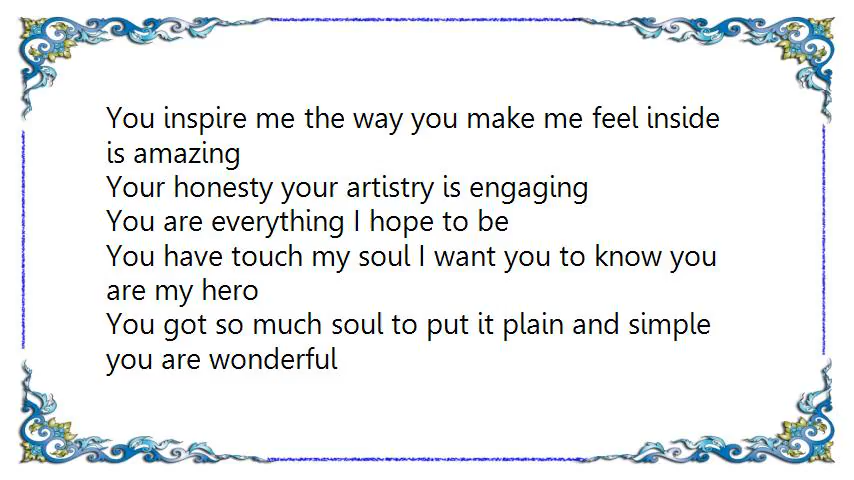 You inspire me the way you make me feel inside
is amazing
Your honesty your artistry is engaging
You are everything I hope to be
You have touch my soul I want you to know you
are my hero
You got so much soul to put it plain and simple
you are wonderful